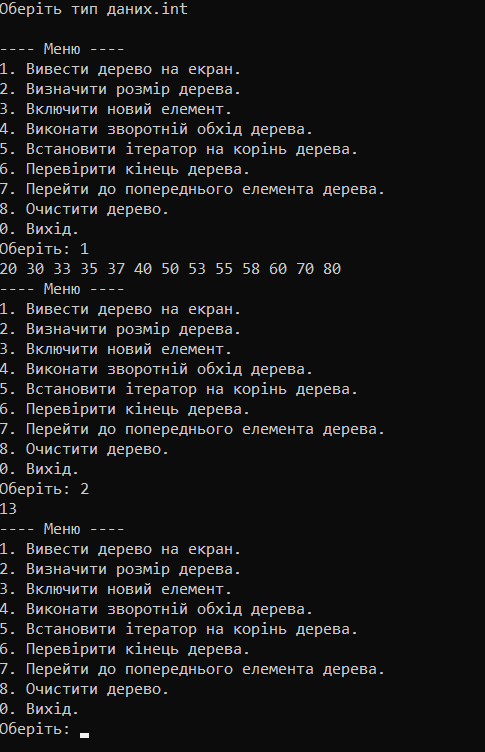 Оберіть тип даних.int
---- Меню ----
1. Вивести дерево на екран.
2. Визначити розмір дерева.
3. Включити новий елемент.
4. Виконати зворотній обхід дерева.
5. Встановити ітератор на корінь дерева.
6. Перевірити кінець дерева.
7. Перейти до попереднього елемента дерева.
8. Очистити дерево.
0. Вихід.
Оберіть: 1
20 30 33 35 37 40 50 53 55 58 60 70 80
---- Меню ----
1. Вивести дерево на екран.
2. Визначити розмір дерева.
3. Включити новий елемент.
4. Виконати зворотній обхід дерева.
5. Встановити ітератор на корінь дерева.
6. Перевірити кінець дерева.
7. Перейти до попереднього елемента дерева.
8. Очистити дерево.
0. Вихід.
Оберіть: 2
13
---- Меню ----
1. Вивести дерево на екран.
2. Визначити розмір дерева.
3. Включити новий елемент.
4. Виконати зворотній обхід дерева.
5. Встановити ітератор на корінь дерева.
6. Перевірити кінець дерева.
7. Перейти до попереднього елемента дерева.
8. Очистити дерево.
0. Вихід.
Оберіть: